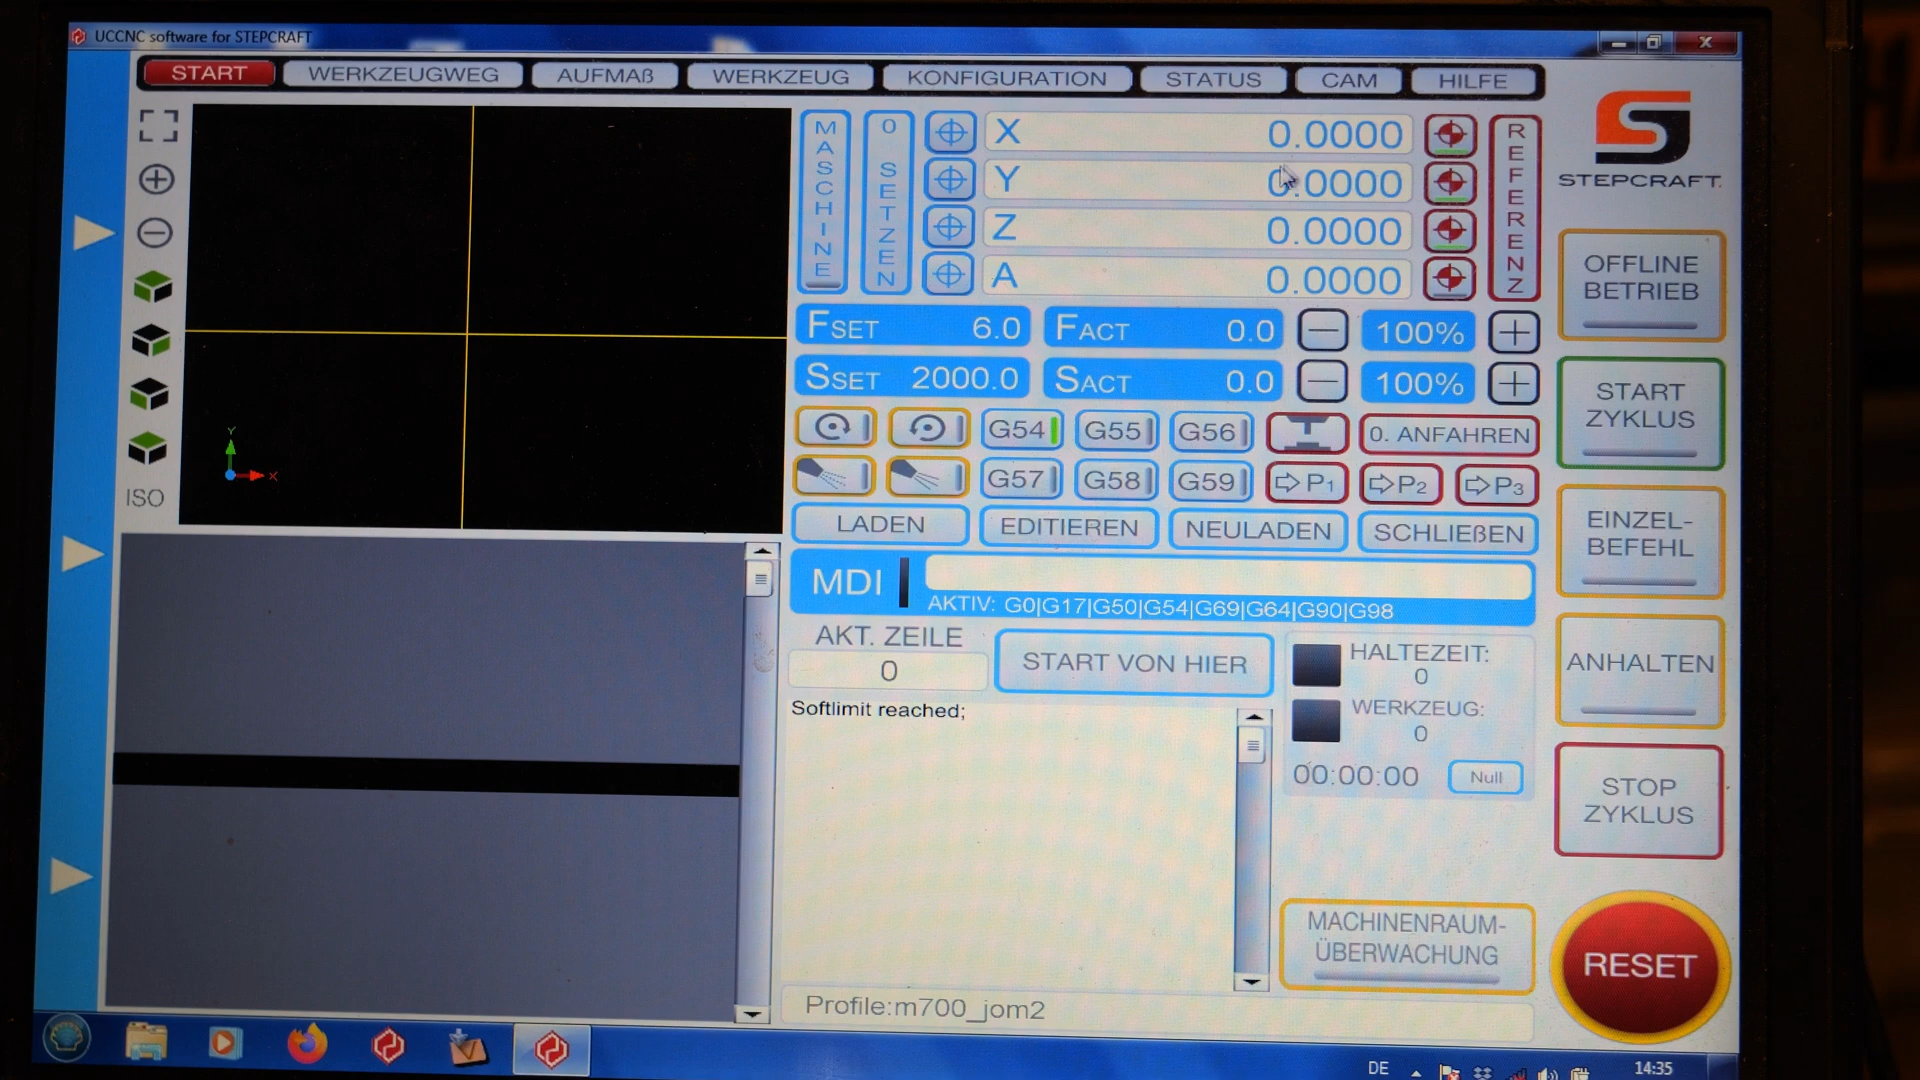 UCCNC software for STEPCRAFT
START WERKZEUGWEG AUFMAß WERKZEUG KONFIGURATION STATUS CAM HILFE
STEPCRAFT
MASCHINE
0 SETZEN
X 0.0000
Y 0.0000
Z 0.0000
A 0.0000
REFERENZ
Y
X
ISO
FSET 6.0 FACT 0.0 100%
SSET 2000.0 SACT 0.0 100%
G54 G55 G56 0. ANFAHREN
G57 G58 G59 P1 P2 P3
LADEN EDITIEREN NEULADEN SCHLIEßEN
MDI
AKTIV: G0|G17|G50|G54|G69|G64|G90|G98
AKT. ZEILE
0
START VON HIER
HALTEZEIT:
0
WERKZEUG:
0
00:00:00 Null
Softlimit reached;
MACHINENRAUM-
ÜBERWACHUNG
Profile:m700_jom2
OFFLINE
BETRIEB
START
ZYKLUS
EINZEL-
BEFEHL
ANHALTEN
STOP
ZYKLUS
RESET
DE 14:35